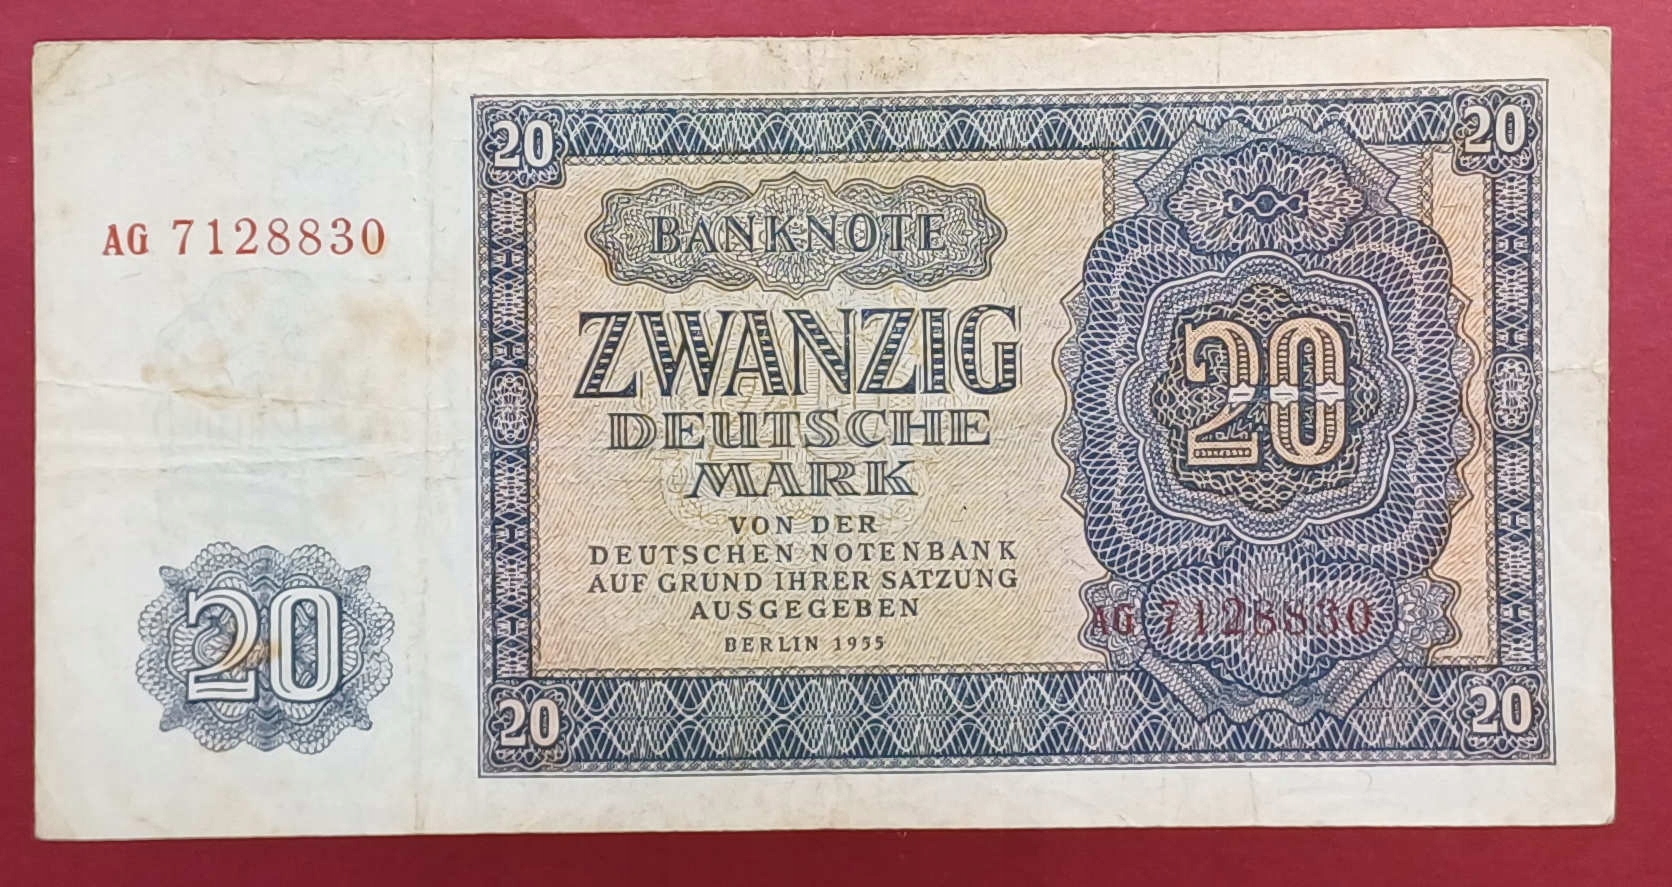 20
20
AG 7128830
BANKNOTE
ZWANZIG
DEUTSCHE
MARK
20
VON DER
DEUTSCHEN NOTENBANK
AUF GRUND IHRER SATZUNG
AUSGEGEBEN
BERLIN 1955
AG 7128830
20
20
20